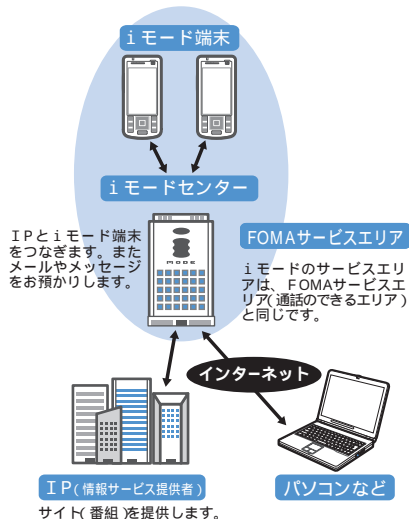 iモード端末
iモードセンター
IPとiモード端末
をつなぎます。また
メールやメッセージ
をお預かりします。
MODE
FOMAサービスエリア
iモードのサービスエリ
アは、FOMAサービスエ
リア(通話のできるエリア)
と同じです。
インターネット
IP(情報サービス提供者)
サイト(番組)を提供します。
パソコンなど